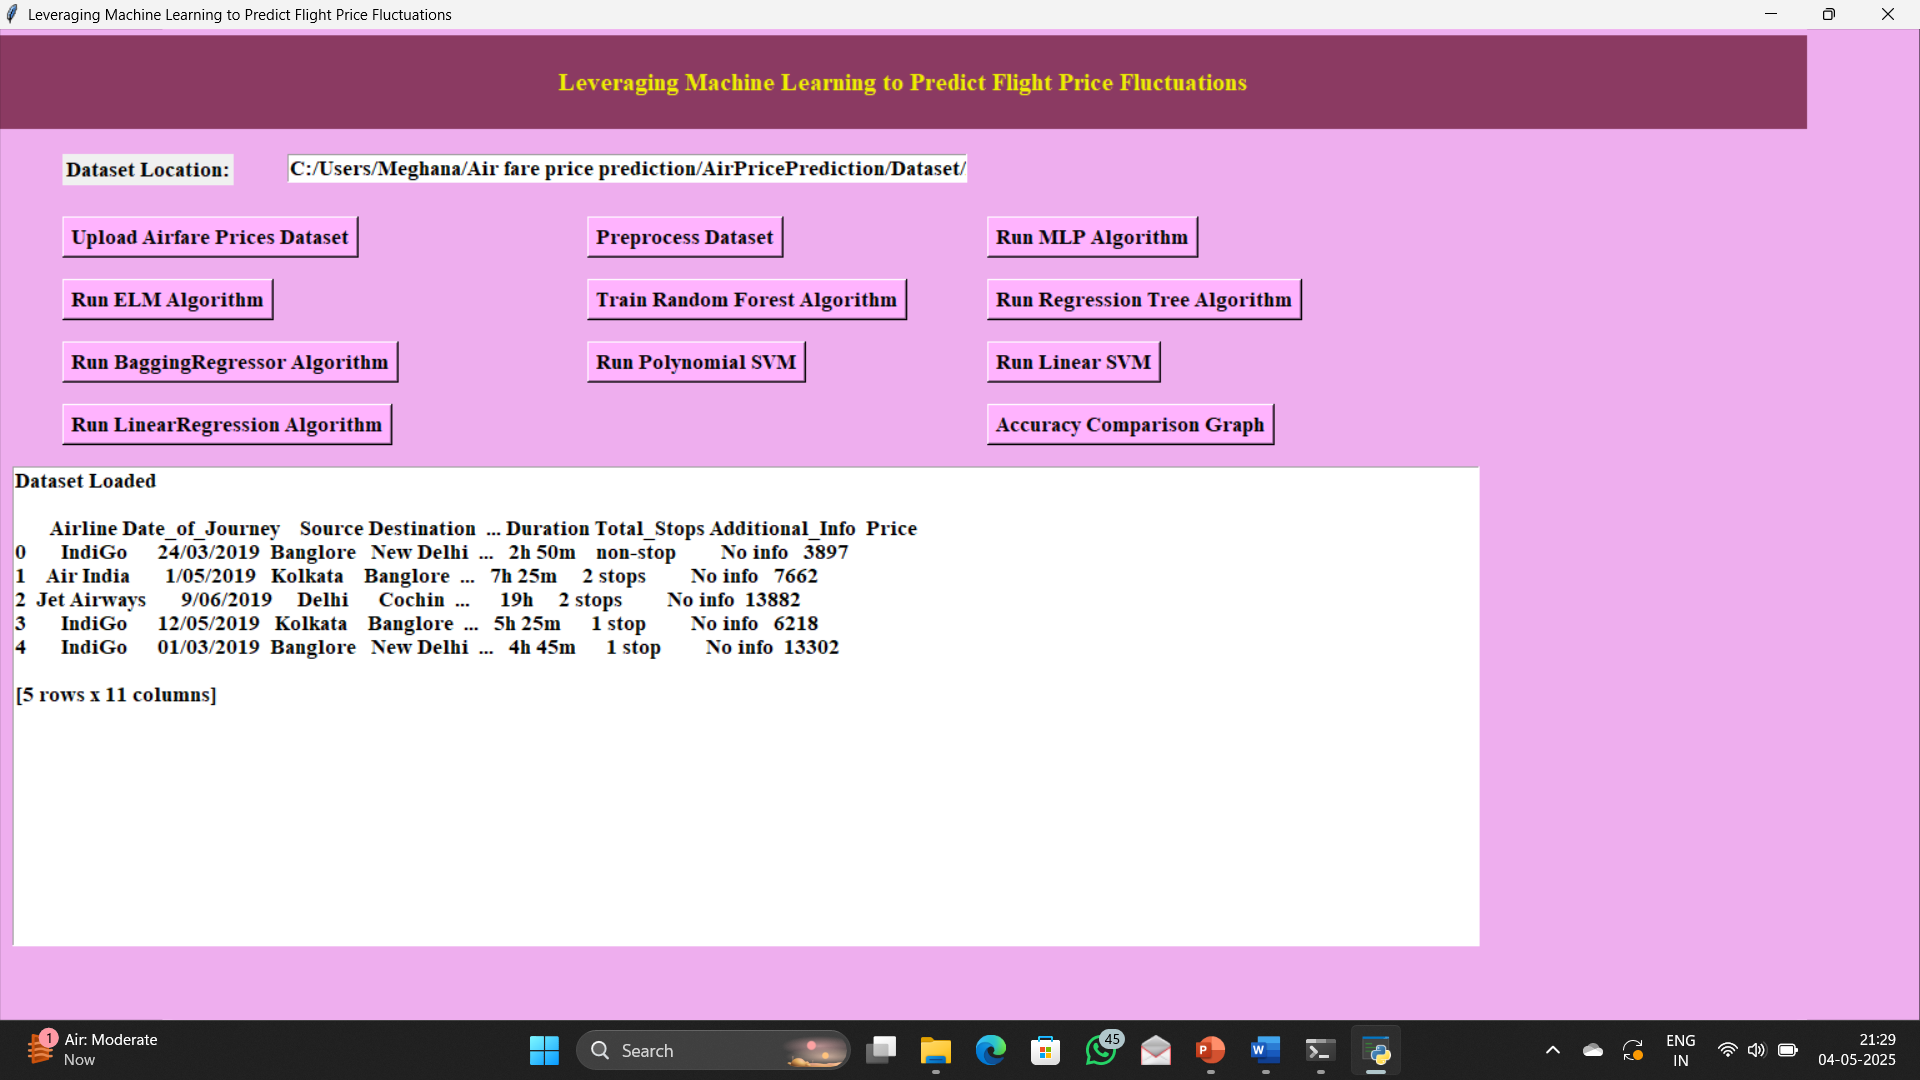 Leveraging Machine Learning to Predict Flight Price Fluctuations
Leveraging Machine Learning to Predict Flight Price Fluctuations
Dataset Location: C:/Users/Meghana/Air fare price prediction/AirPricePrediction/Dataset/
Upload Airfare Prices Dataset Preprocess Dataset Run MLP Algorithm
Run ELM Algorithm Train Random Forest Algorithm Run Regression Tree Algorithm
Run BaggingRegressor Algorithm Run Polynomial SVM Run Linear SVM
Run LinearRegression Algorithm Accuracy Comparison Graph
Dataset Loaded
Airline Date_of_Journey Source Destination ... Duration Total_Stops Additional_Info Price
0 IndiGo 24/03/2019 Banglore New Delhi ... 2h 50m non-stop No info 3897
1 Air India 1/05/2019 Kolkata Banglore ... 7h 25m 2 stops No info 7662
2 Jet Airways 9/06/2019 Delhi Cochin ... 19h 2 stops No info 13882
3 IndiGo 12/05/2019 Kolkata Banglore ... 5h 25m 1 stop No info 6218
4 IndiGo 01/03/2019 Banglore New Delhi ... 4h 45m 1 stop No info 13302
[5 rows x 11 columns]
1 Air: Moderate
Now
Search
45
P
W
ENG
IN
21:29
04-05-2025